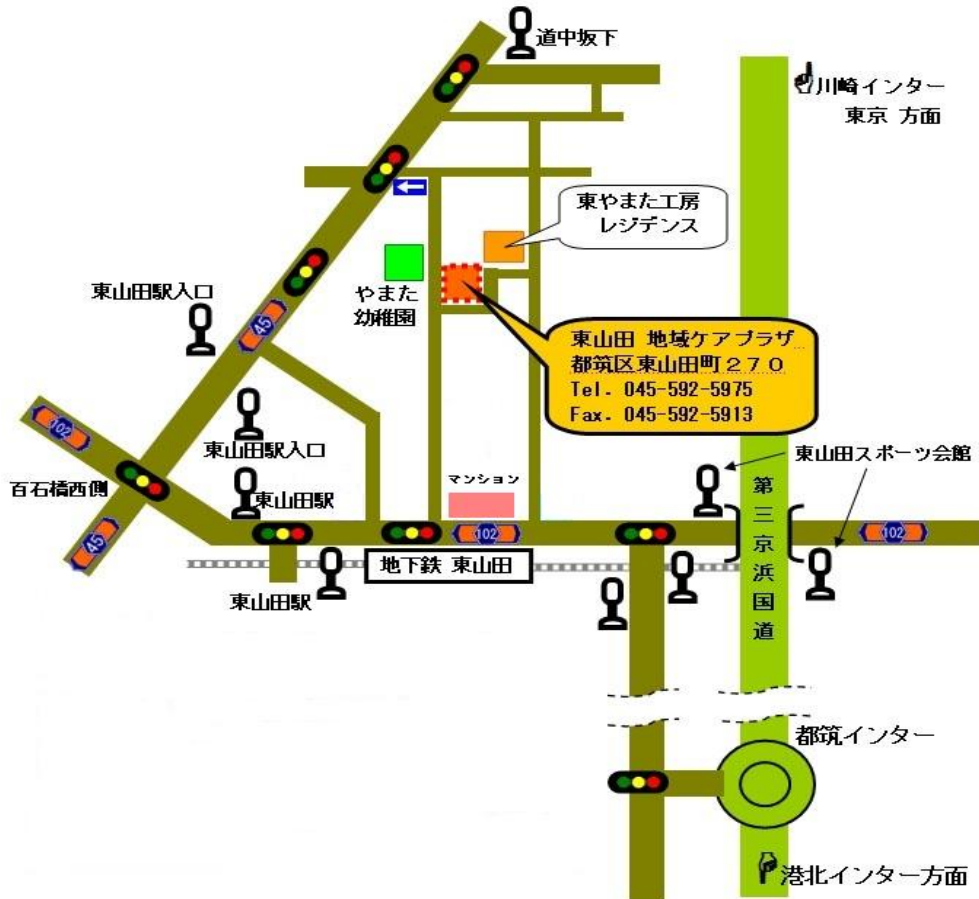 道中坂下
川崎インター
東京 方面
東やまた工房
レジデンス
やまた
幼稚園
東山田駅入口
45
東山田 地域ケアプラザ
都筑区東山田町２７０
Tel. 045-592-5975
Fax. 045-592-5913
102
東山田駅入口
東山田スポーツ会館
百石橋西側
東山田駅
マンション
第三京浜国道
45
102
102
地下鉄 東山田
東山田駅
都筑インター
港北インター方面